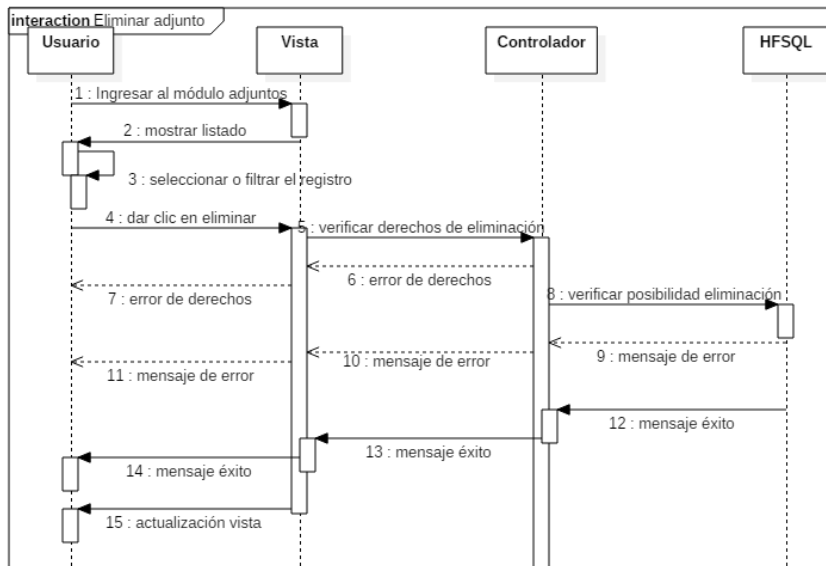 interaction Eliminar adjunto
Usuario
Vista
Controlador
HFSQL
1 : Ingresar al módulo adjuntos
2 : mostrar listado
3 : seleccionar o filtrar el registro
4 : dar clic en eliminar
5 : verificar derechos de eliminación
6 : error de derechos
7 : error de derechos
8 : verificar posibilidad eliminación
9 : mensaje de error
10 : mensaje de error
11 : mensaje de error
12 : mensaje éxito
13 : mensaje éxito
14 : mensaje éxito
15 : actualización vista